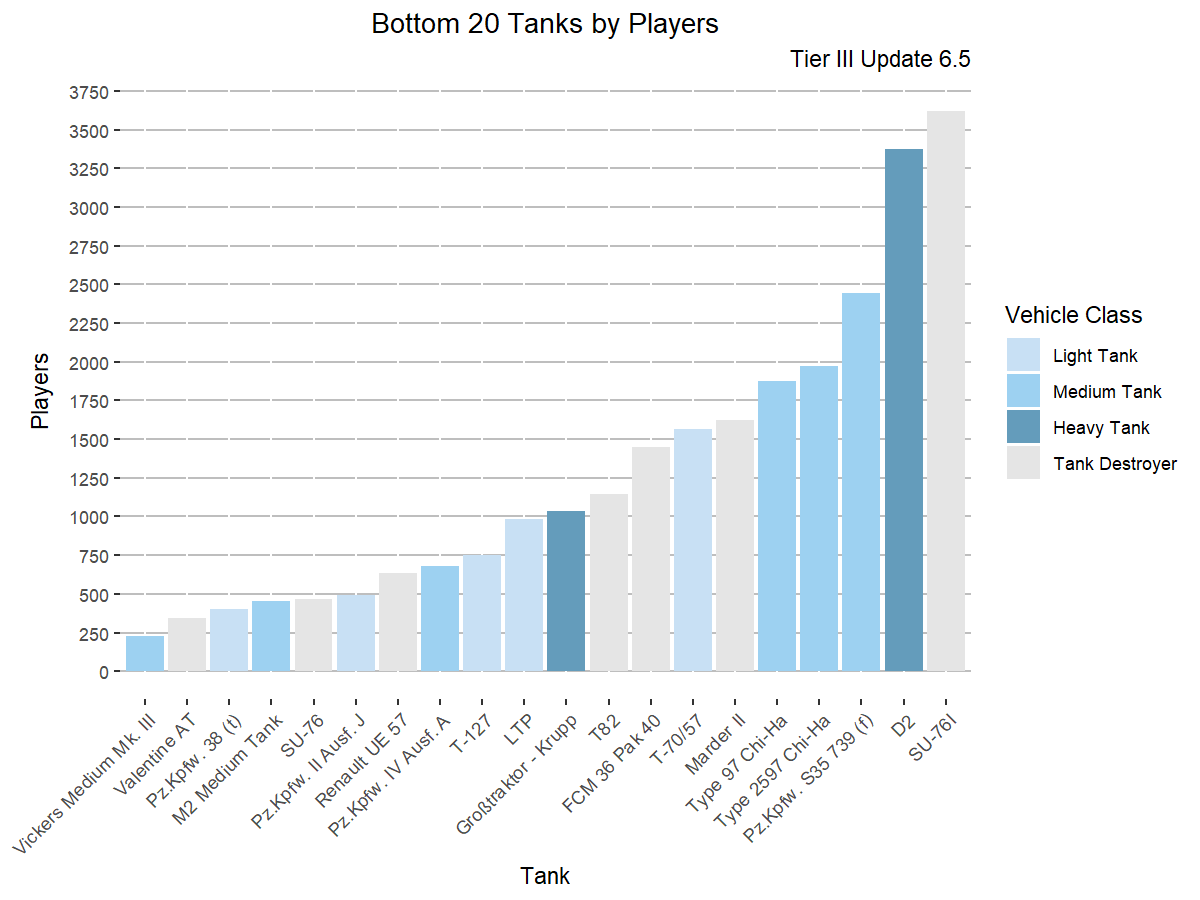 Bottom 20 Tanks by Players
Tier III Update 6.5
Players
3750
3500
3250
3000
2750
2500
2250
2000
1750
1500
1250
1000
750
500
250
0
Vickers Medium Mk. III
Valentine AT
Pz.Kpfw. 38 (t)
M2 Medium Tank
SU-76
Pz.Kpfw. II Ausf. J
Renault UE 57
Pz.Kpfw. IV Ausf. A
T-127
LTP
Großtraktor - Krupp
T82
FCM 36 Pak 40
T-70/57
Marder II
Type 97 Chi-Ha
Type 2597 Chi-Ha
Pz.Kpfw. S35 739 (f)
D2
SU-76I
Tank
Vehicle Class
Light Tank
Medium Tank
Heavy Tank
Tank Destroyer